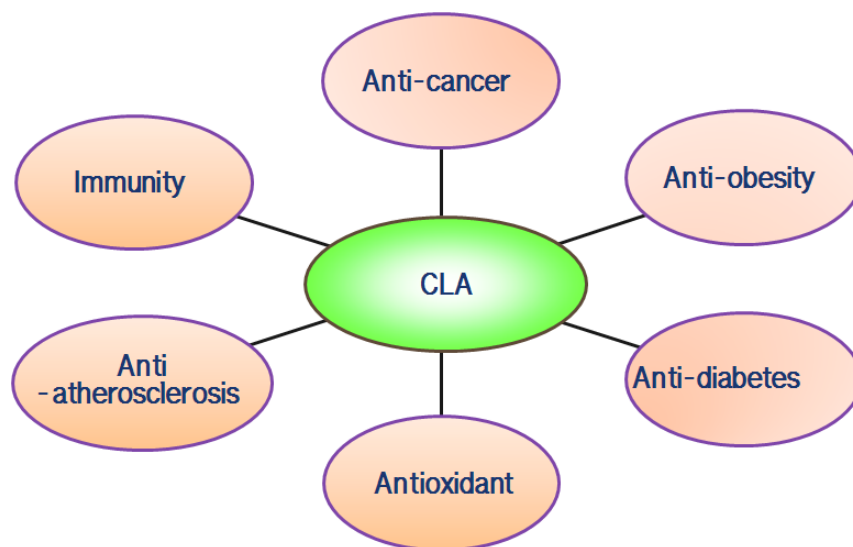 Anti-cancer
Immunity
Anti-obesity
CLA
Anti
-atherosclerosis
Anti-diabetes
Antioxidant